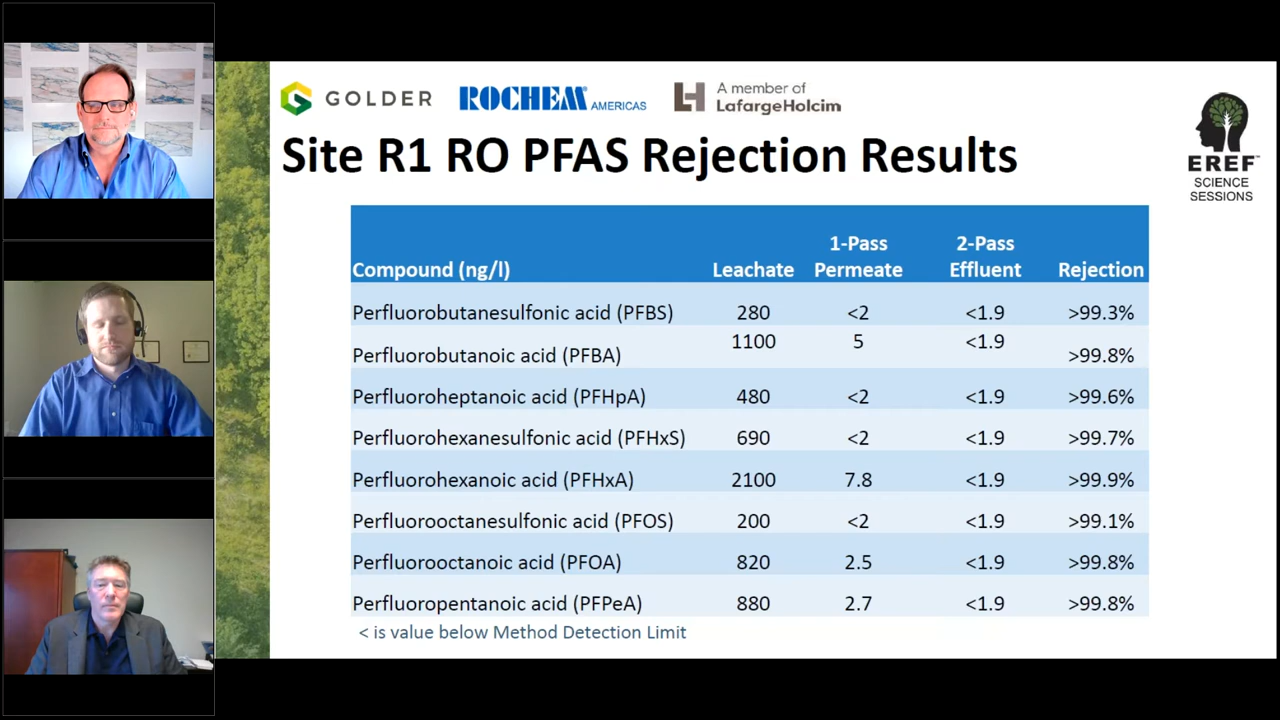 GOLDER
ROCHEM AMERICAS
A member of
LafargeHolcim
EREF™
SCIENCE
SESSIONS
Site R1 RO PFAS Rejection Results
Compound (ng/l) Leachate 1-Pass Permeate 2-Pass Effluent Rejection
Perfluorobutanesulfonic acid (PFBS) 280 <2 <1.9 >99.3%
Perfluorobutanoic acid (PFBA) 1100 5 <1.9 >99.8%
Perfluoroheptanoic acid (PFHpA) 480 <2 <1.9 >99.6%
Perfluorohexanesulfonic acid (PFHxS) 690 <2 <1.9 >99.7%
Perfluorohexanoic acid (PFHxA) 2100 7.8 <1.9 >99.9%
Perfluorooctanesulfonic acid (PFOS) 200 <2 <1.9 >99.1%
Perfluorooctanoic acid (PFOA) 820 2.5 <1.9 >99.8%
Perfluoropentanoic acid (PFPeA) 880 2.7 <1.9 >99.8%
< is value below Method Detection Limit